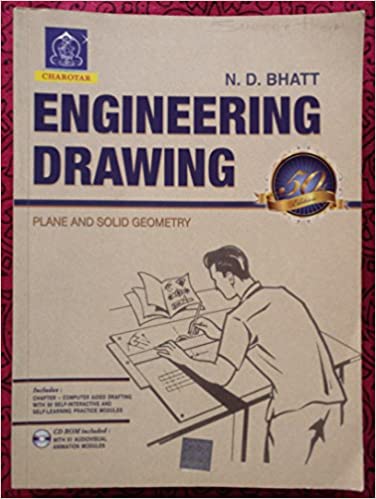 CHAROTAR
N. D. BHATT
ENGINEERING
DRAWING
50
Edition
PLANE AND SOLID GEOMETRY
Includes :
CHAPTER – COMPUTER AIDED DRAFTING
WITH 50 SELF-INTERACTIVE AND
SELF-LEARNING PRACTICE MODULES
CD-ROM included :
WITH 51 AUDIOVISUAL
ANIMATION MODULES